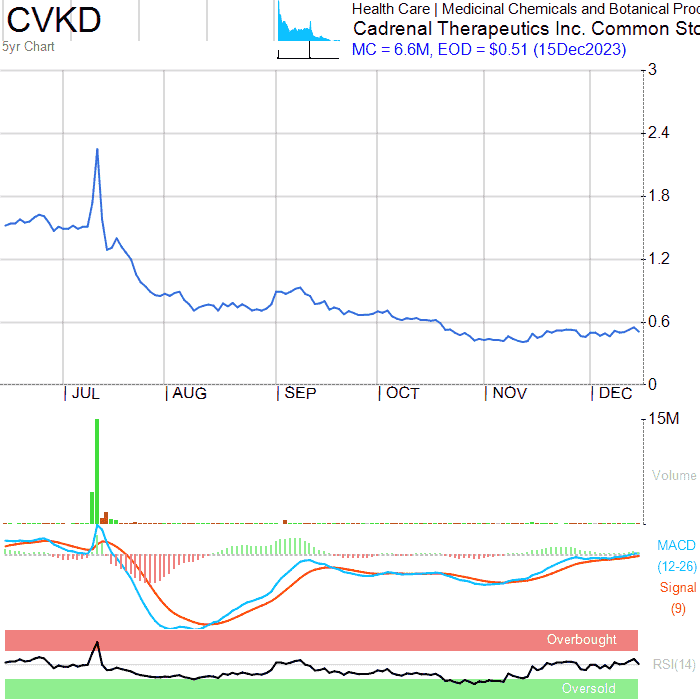 CVKD
5yr Chart
Health Care | Medicinal Chemicals and Botanical Proc
Cadrenal Therapeutics Inc. Common Sto
MC = 6.6M, EOD = $0.51 (15Dec2023)
3
2.4
1.8
1.2
0.6
0
JUL AUG SEP OCT NOV DEC
15M
Volume
MACD
(12-26)
Signal
(9)
Overbought
RSI(14)
Oversold